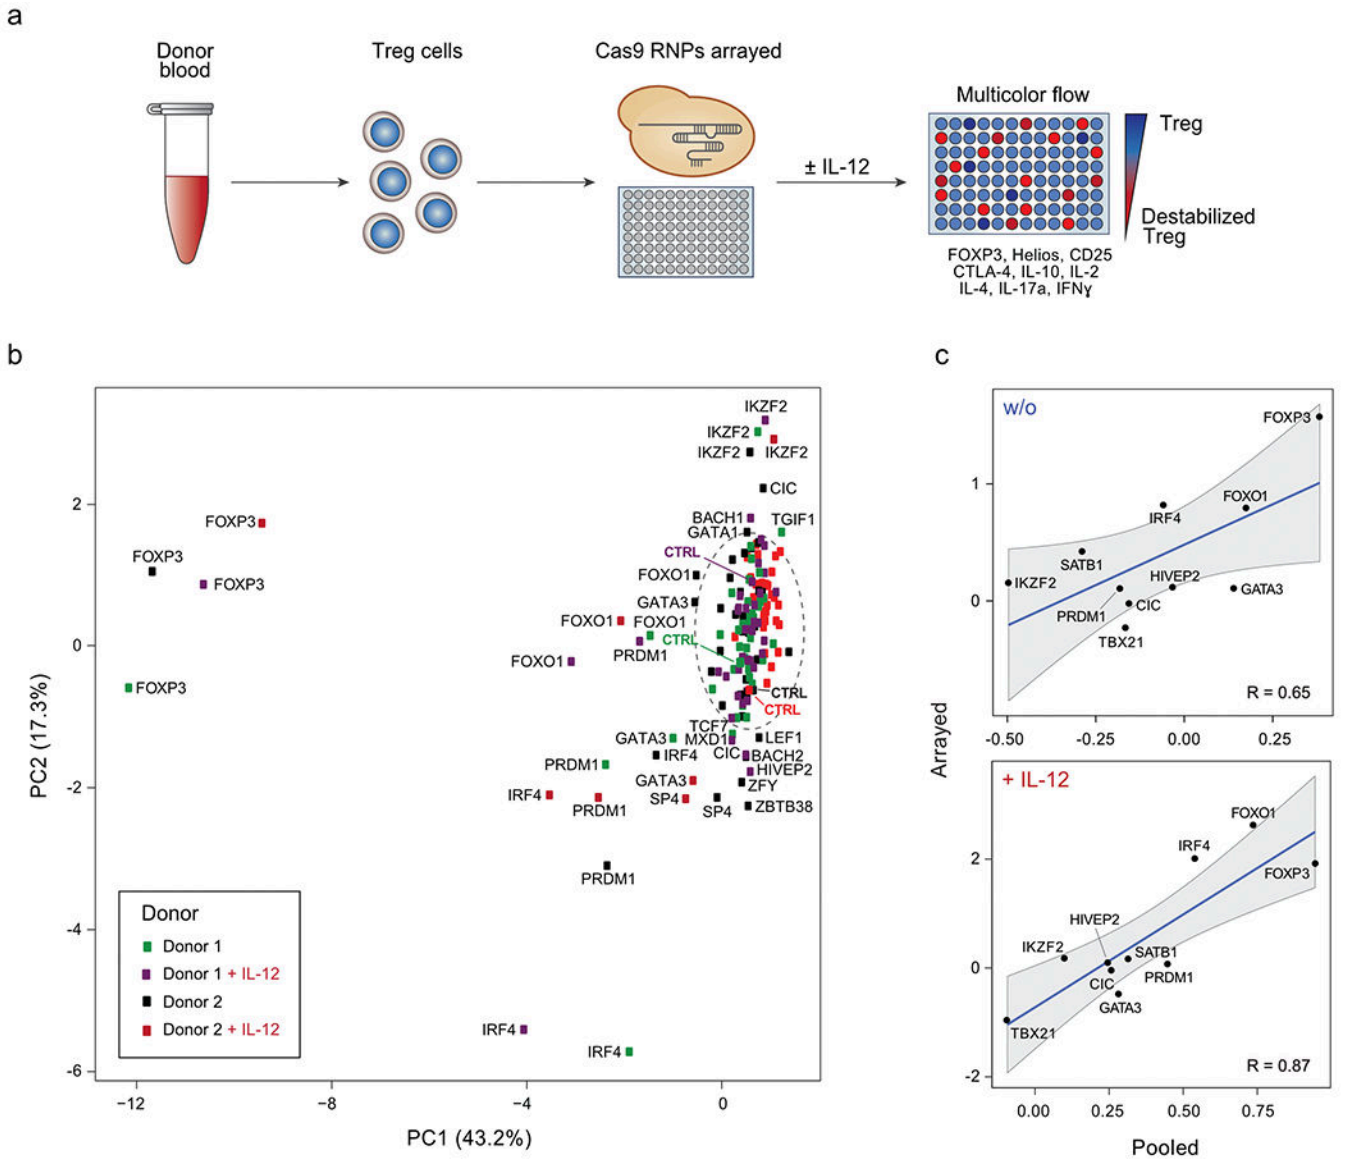 a
Donor
blood
Treg cells
Cas9 RNPs arrayed
± IL-12
Multicolor flow
Treg
Destabilized
Treg
FOXP3, Helios, CD25
CTLA-4, IL-10, IL-2
IL-4, IL-17a, IFNɣ
b
IKZF2
IKZF2
IKZF2
IKZF2
CIC
BACH1
TGIF1
GATA1
CTRL
FOXP3
FOXP3
FOXP3
FOXO1
GATA3
FOXO1
FOXO1
CTRL
PRDM1
FOXO1
FOXP3
CTRL
CTRL
TCF7
GATA3
MXD1
LEF1
IRF4
CIC
BACH2
PRDM1
HIVEP2
GATA3
ZFY
IRF4
PRDM1
SP4
SP4
ZBTB38
PRDM1
IRF4
IRF4
Donor
Donor 1
Donor 1 + IL-12
Donor 2
Donor 2 + IL-12
2
0
-2
-4
-6
−12
−8
−4
0
PC2 (17.3%)
PC1 (43.2%)
c
w/o
FOXP3
FOXO1
IRF4
SATB1
IKZF2
HIVEP2
GATA3
PRDM1
CIC
TBX21
R = 0.65
1
0
-0.50
-0.25
0.00
0.25
Arrayed
+ IL-12
FOXO1
IRF4
FOXP3
HIVEP2
IKZF2
SATB1
PRDM1
CIC
GATA3
TBX21
R = 0.87
2
0
-2
0.00
0.25
0.50
0.75
Pooled